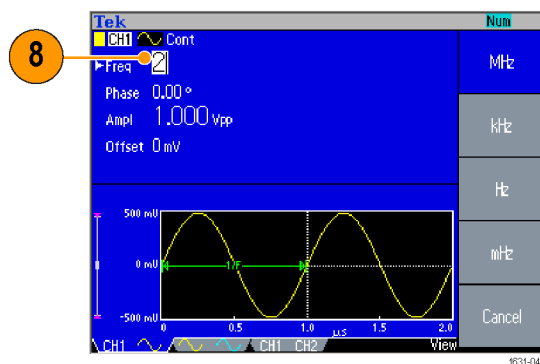 Tek
Num
CH1 Cont
8
Freq 2
Phase 0.00 °
Ampl 1.000 Vpp
Offset 0 mV
MHz
kHz
Hz
mHz
Cancel
500 mV
0 mV
-500 mV
1/F
0 0.5 1.0 µs 1.5 2.0
CH1 CH1 CH2 View
1631-04